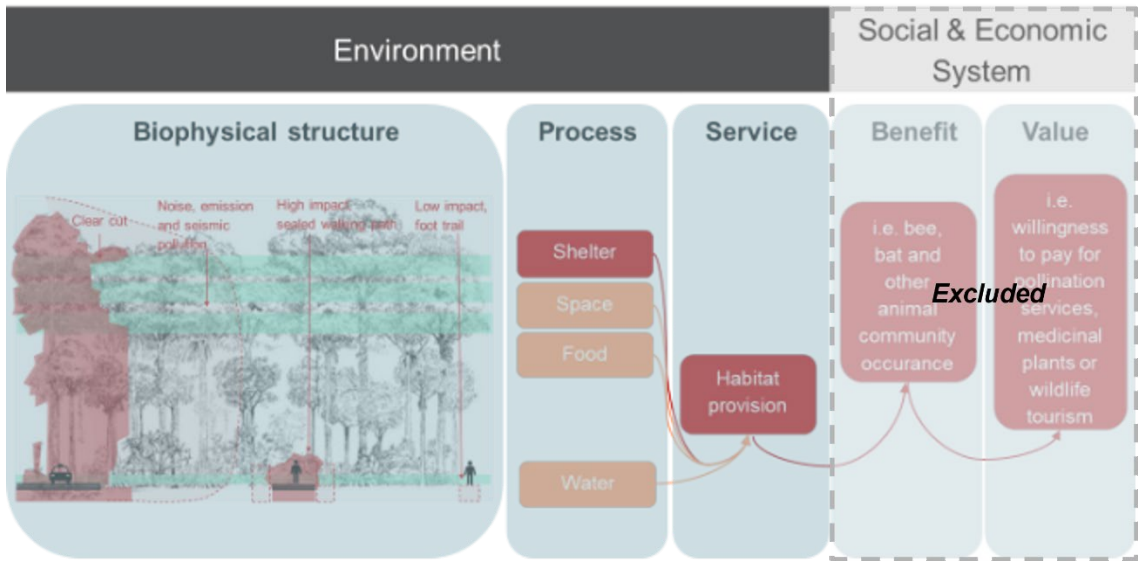 Environment
Social & Economic
System
Biophysical structure
Process
Service
Benefit
Value
Clear cut
Noise, emission
and seismic
pollution
High impact,
sealed walking path
Low impact,
foot trail
Shelter
Space
Food
Water
Habitat
provision
i.e. bee,
bat and
other
animal
community
occurance
Excluded
i.e.
willingness
to pay for
pollination
services,
medicinal
plants or
wildlife
tourism